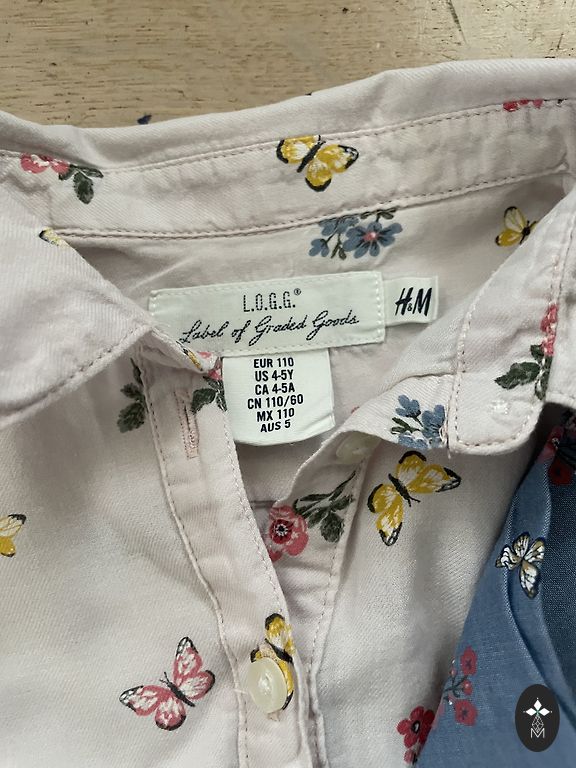 L.O.G.G.®
Label of Graded Goods
H&M
EUR 110
US 4-5Y
CA 4-5A
CN 110/60
MX 110
AUS 5
M